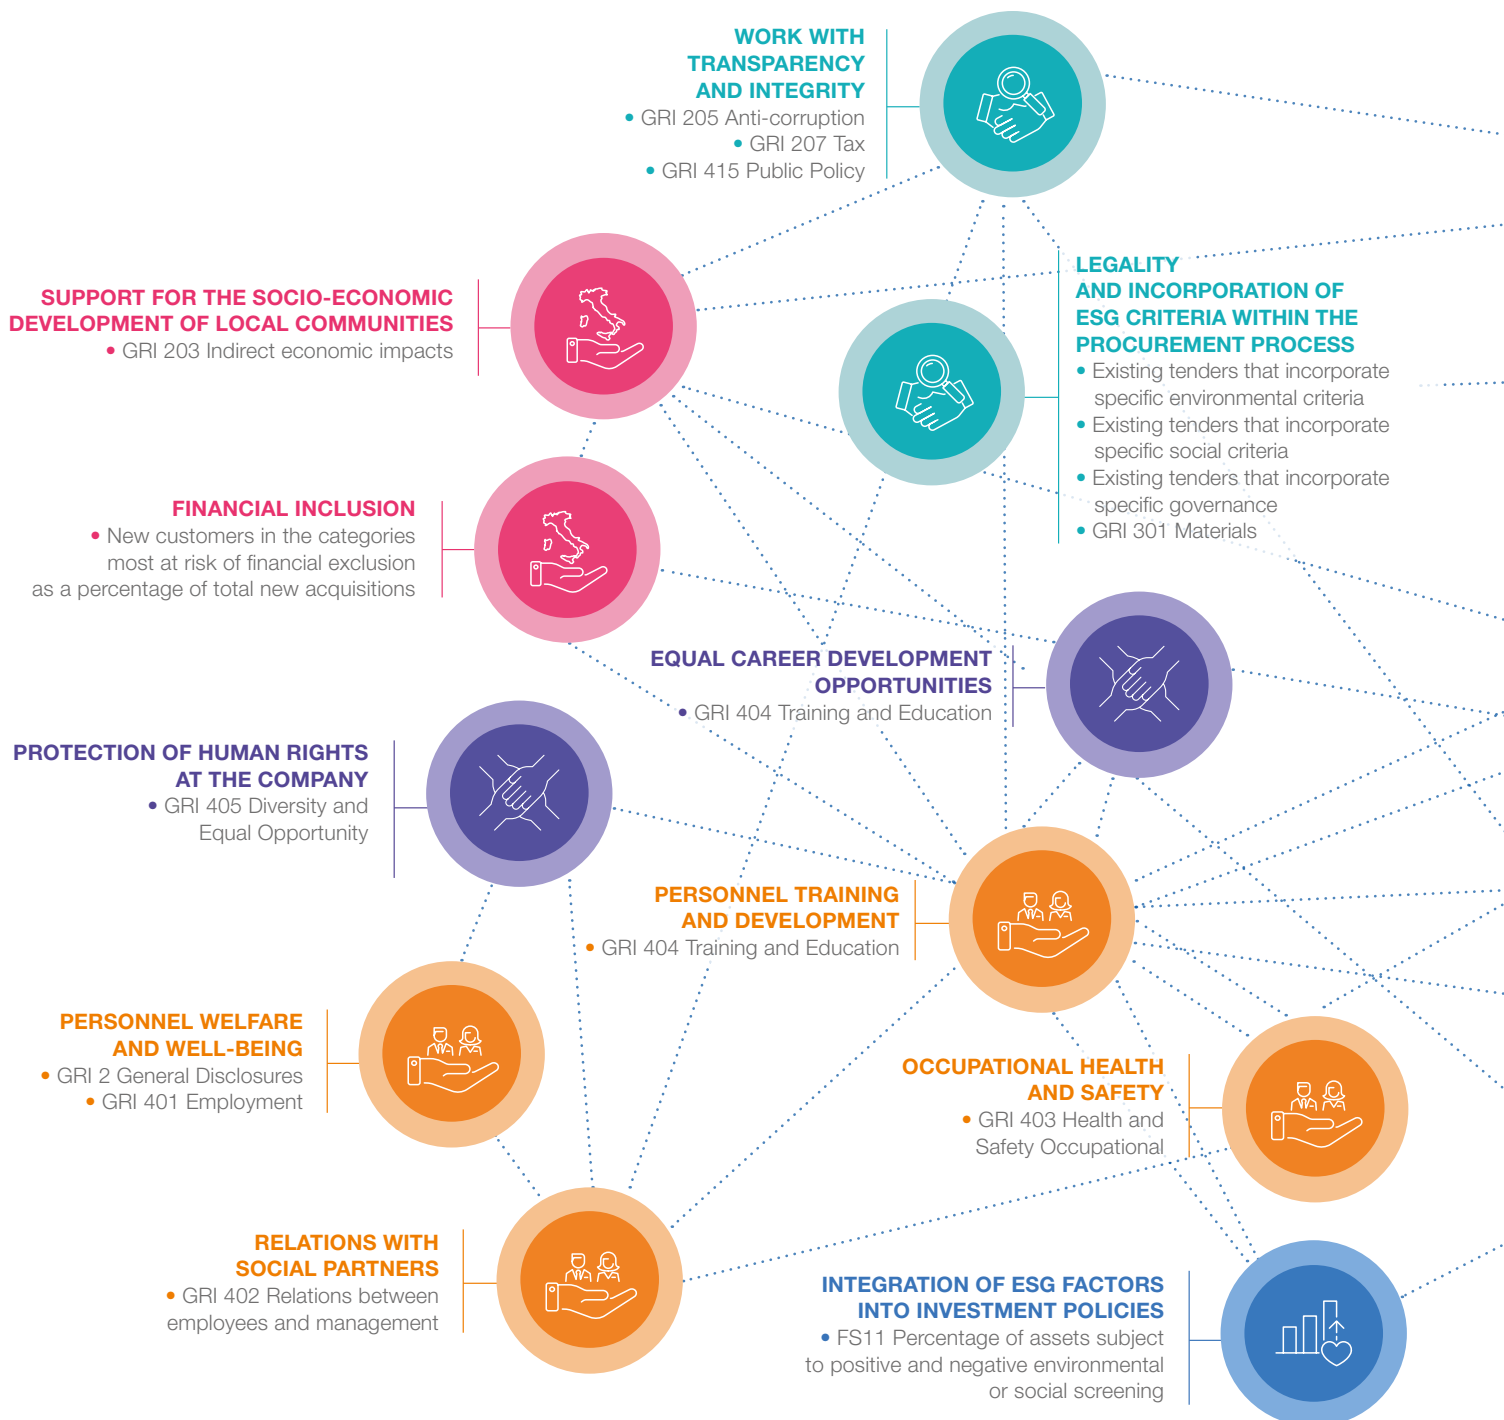 WORK WITH
TRANSPARENCY
AND INTEGRITY
• GRI 205 Anti-corruption
• GRI 207 Tax
• GRI 415 Public Policy
SUPPORT FOR THE SOCIO-ECONOMIC
DEVELOPMENT OF LOCAL COMMUNITIES
• GRI 203 Indirect economic impacts
LEGALITY
AND INCORPORATION OF
ESG CRITERIA WITHIN THE
PROCUREMENT PROCESS
• Existing tenders that incorporate
specific environmental criteria
• Existing tenders that incorporate
specific social criteria
• Existing tenders that incorporate
specific governance
• GRI 301 Materials
FINANCIAL INCLUSION
• New customers in the categories
most at risk of financial exclusion
as a percentage of total new acquisitions
EQUAL CAREER DEVELOPMENT
OPPORTUNITIES
• GRI 404 Training and Education
PROTECTION OF HUMAN RIGHTS
AT THE COMPANY
• GRI 405 Diversity and
Equal Opportunity
PERSONNEL TRAINING
AND DEVELOPMENT
• GRI 404 Training and Education
PERSONNEL WELFARE
AND WELL-BEING
• GRI 2 General Disclosures
• GRI 401 Employment
OCCUPATIONAL HEALTH
AND SAFETY
• GRI 403 Health and
Safety Occupational
RELATIONS WITH
SOCIAL PARTNERS
• GRI 402 Relations between
employees and management
INTEGRATION OF ESG FACTORS
INTO INVESTMENT POLICIES
• FS11 Percentage of assets subject
to positive and negative environmental
or social screening